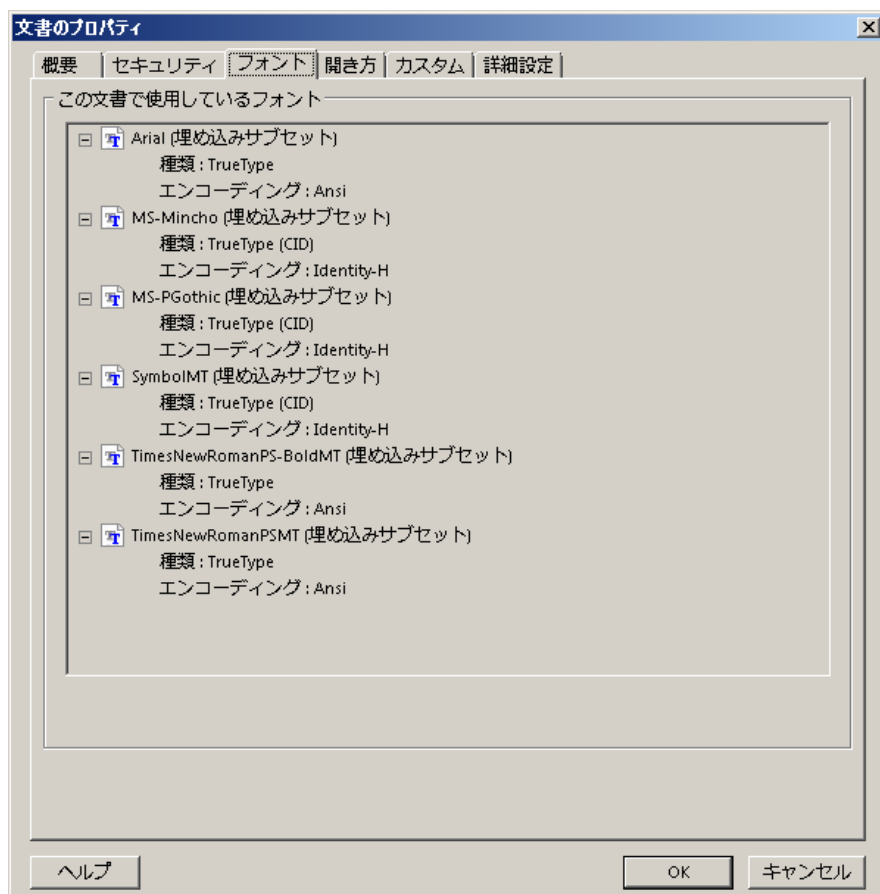 文書のプロパティ
概要 セキュリティ フォント 開き方 カスタム 詳細設定
この文書で使用しているフォント
Arial (埋め込みサブセット)
種類 : TrueType
エンコーディング : Ansi
MS-Mincho (埋め込みサブセット)
種類 : TrueType (CID)
エンコーディング : Identity-H
MS-PGothic (埋め込みサブセット)
種類 : TrueType (CID)
エンコーディング : Identity-H
SymbolMT (埋め込みサブセット)
種類 : TrueType (CID)
エンコーディング : Identity-H
TimesNewRomanPS-BoldMT (埋め込みサブセット)
種類 : TrueType
エンコーディング : Ansi
TimesNewRomanPSMT (埋め込みサブセット)
種類 : TrueType
エンコーディング : Ansi
ヘルプ OK キャンセル